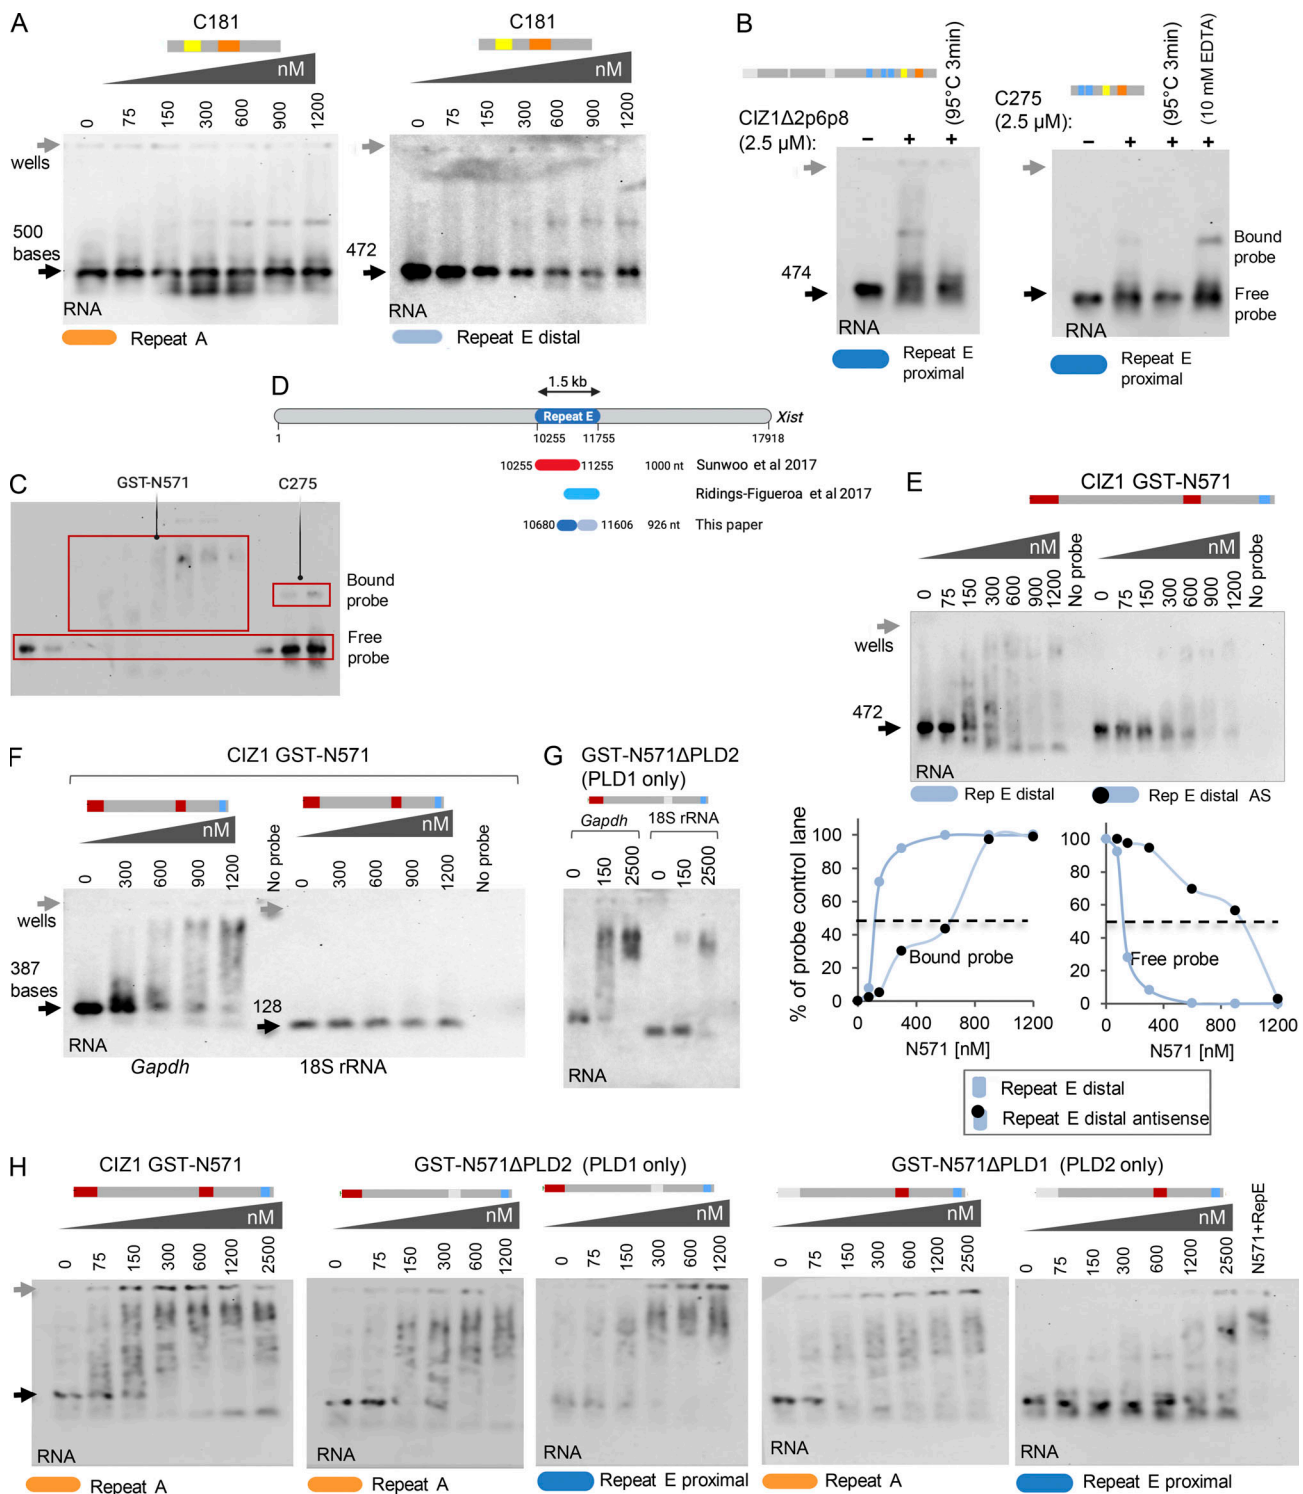 A
C181
nM
0 75 150 300 600 900 1200
wells
500
bases
RNA
Repeat A
C181
nM
0 75 150 300 600 900 1200
472
RNA
Repeat E distal
B
CIZ1Δ2p6p8
(2.5 µM):
(95°C 3min)
– + +
474
RNA
Repeat E
proximal
C275
(2.5 µM):
(95°C 3min)
(10 mM EDTA)
– + + +
Bound
probe
Free
probe
RNA
Repeat E
proximal
C
GST-N571
C275
Bound
probe
Free
probe
D
1.5 kb
Repeat E
Xist
1 10255 11755 17918
10255 11255 1000 nt Sunwoo et al 2017
Ridings-Figueroa et al 2017
10680 11606 926 nt This paper
E
CIZ1 GST-N571
nM nM
0 75 150 300 600 900 1200 No probe 0 75 150 300 600 900 1200 No probe
wells
472
RNA
Rep E distal Rep E distal AS
% of probe control lane
100
80
60
40
20
0
Bound probe
0 400 800 1200
N571 [nM]
100
80
60
40
20
0
Free probe
0 400 800 1200
N571 [nM]
Repeat E distal
Repeat E distal antisense
F
CIZ1 GST-N571
nM nM
0 300 600 900 1200 No probe 0 300 600 900 1200 No probe
wells
387
bases
128
RNA
Gapdh 18S rRNA
G
GST-N571ΔPLD2
(PLD1 only)
Gapdh 18S rRNA
0 150 2500 0 150 2500
RNA
H
CIZ1 GST-N571
nM
0 75 150 300 600 1200 2500
RNA
Repeat A
GST-N571ΔPLD2 (PLD1 only)
nM nM
0 75 150 300 600 1200 0 75 150 300 600 1200
RNA RNA
Repeat A Repeat E proximal
GST-N571ΔPLD1 (PLD2 only)
nM nM
0 75 150 300 600 1200 2500 0 75 150 300 600 1200 2500 N571+RepE
RNA RNA
Repeat A Repeat E proximal